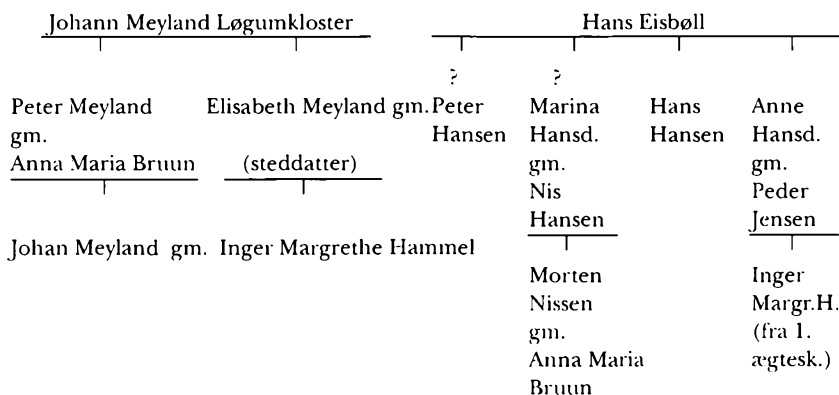 Johann Meyland Løgumkloster
Hans Eisbøll
? ?
Peter Meyland Elisabeth Meyland gm. Peter Marina Hans Anne
gm. Hansen Hansd. Hansen Hansd.
gm. gm.
Anna Maria Bruun (steddatter) Nis Peder
Hansen Jensen
Johan Meyland gm. Inger Margrethe Hammel
Morten Inger
Nissen Margr.H.
gm. (fra 1.
Anna Maria ægtesk.)
Bruun